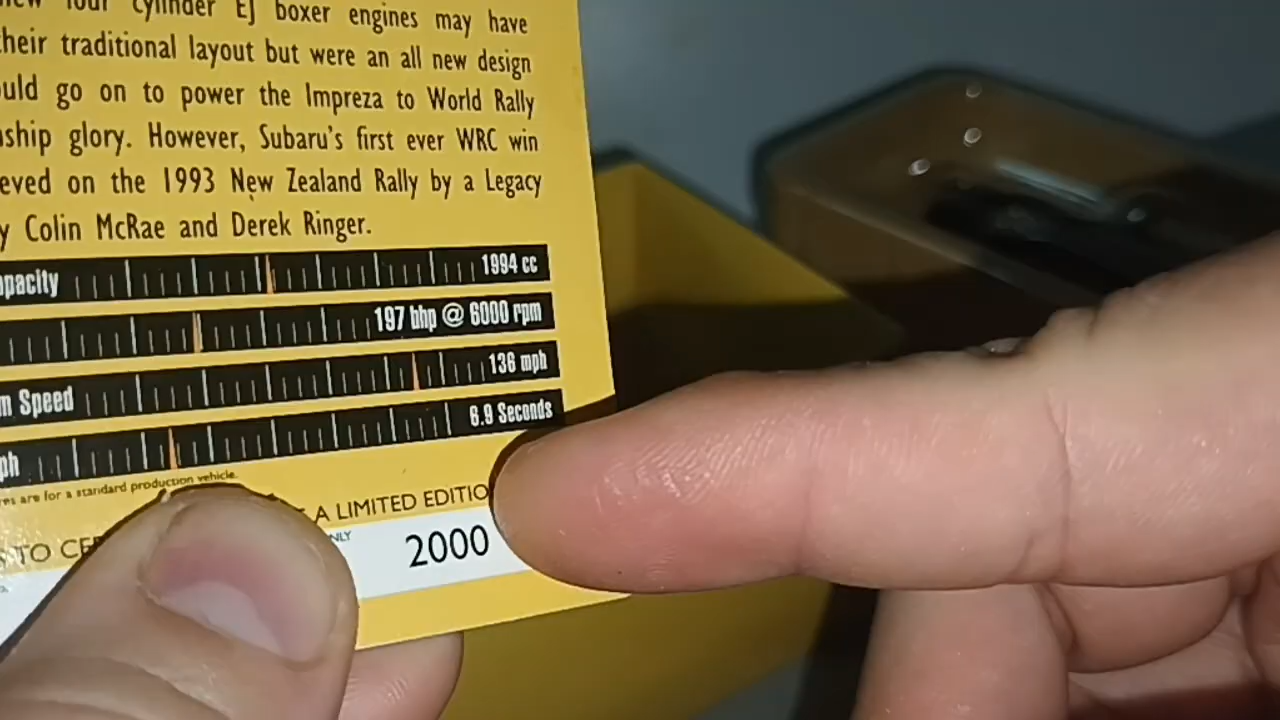 four cylinder EJ boxer engines may have
their traditional layout but were an all new design
go on to power the Impreza to World Rally
glory. However, Subaru's first ever WRC win
on the 1993 New Zealand Rally by a Legacy
Colin McRae and Derek Ringer.
1994 cc
197 bhp @ 6000 rpm
Speed 136 mph
6.9 Seconds
are for a standard production vehicle.
TO A LIMITED
2000